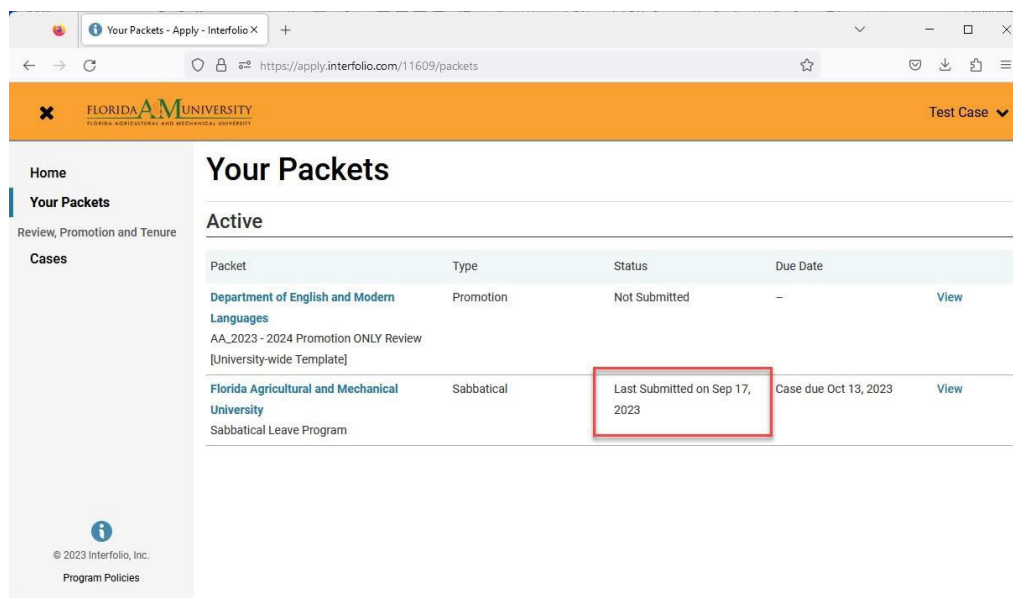 Your Packets - Apply - Interfolio
https://apply.interfolio.com/11609/packets
FLORIDA A M UNIVERSITY
FLORIDA AGRICULTURAL AND MECHANICAL UNIVERSITY
Test Case
Home
Your Packets
Review, Promotion and Tenure
Cases
Your Packets
Active
Packet Type Status Due Date
Department of English and Modern Promotion Not Submitted – View
Languages
AA_2023 - 2024 Promotion ONLY Review
[University-wide Template]
Florida Agricultural and Mechanical Sabbatical Last Submitted on Sep 17, Case due Oct 13, 2023 View
University 2023
Sabbatical Leave Program
© 2023 Interfolio, Inc.
Program Policies